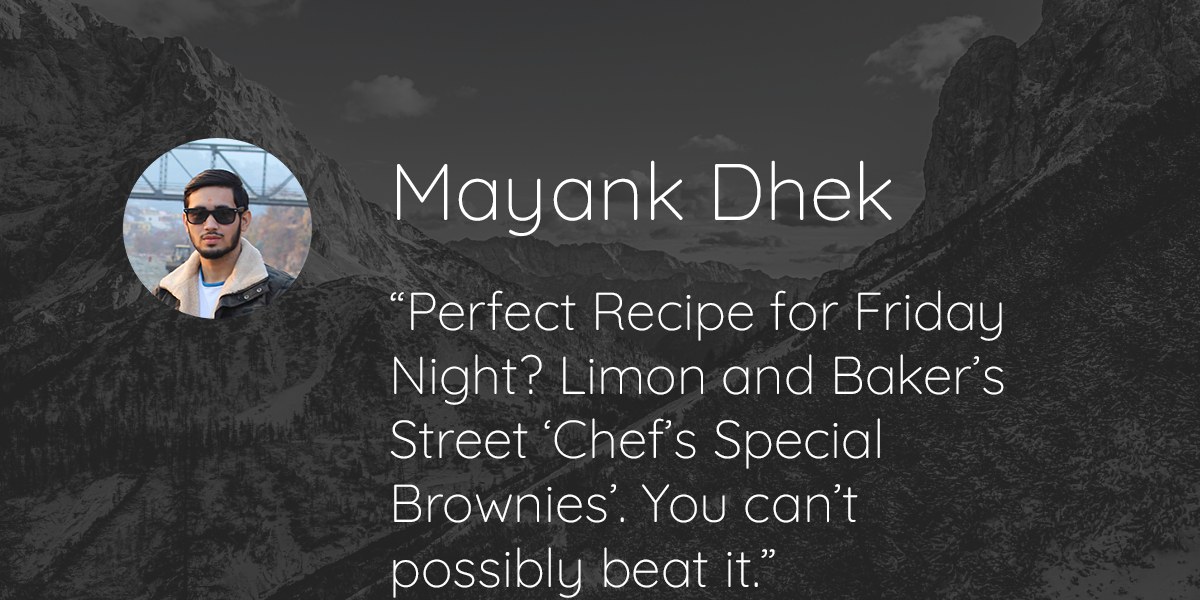 Mayank Dhek
“Perfect Recipe for Friday
Night? Limon and Baker’s
Street ‘Chef’s Special
Brownies’. You can’t
possibly beat it.”